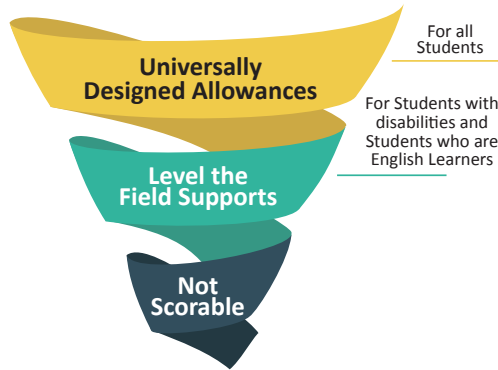 For all
Students
Universally
Designed Allowances
For Students with
disabilities and
Students who are
English Learners
Level the
Field Supports
Not
Scorable